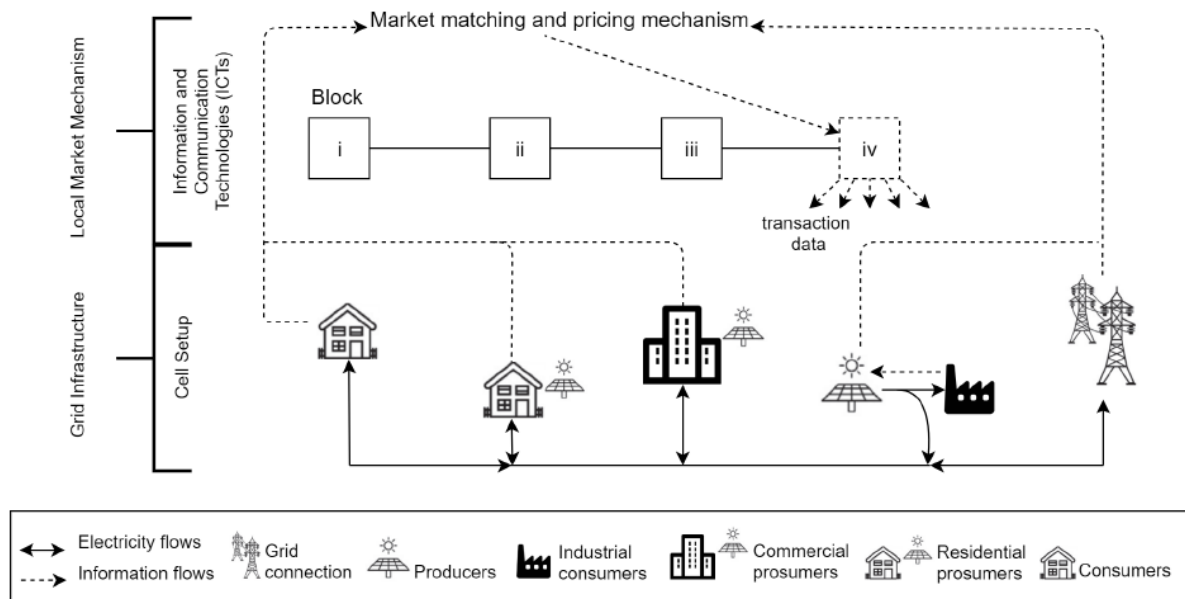 Market matching and pricing mechanism
Local Market Mechanism
Information and
Communication
Technologies (ICTs)
Block
i
ii
iii
iv
transaction
data
Grid Infrastructure
Cell Setup
Electricity flows
Information flows
Grid
connection
Producers
Industrial
consumers
Commercial
prosumers
Residential
prosumers
Consumers